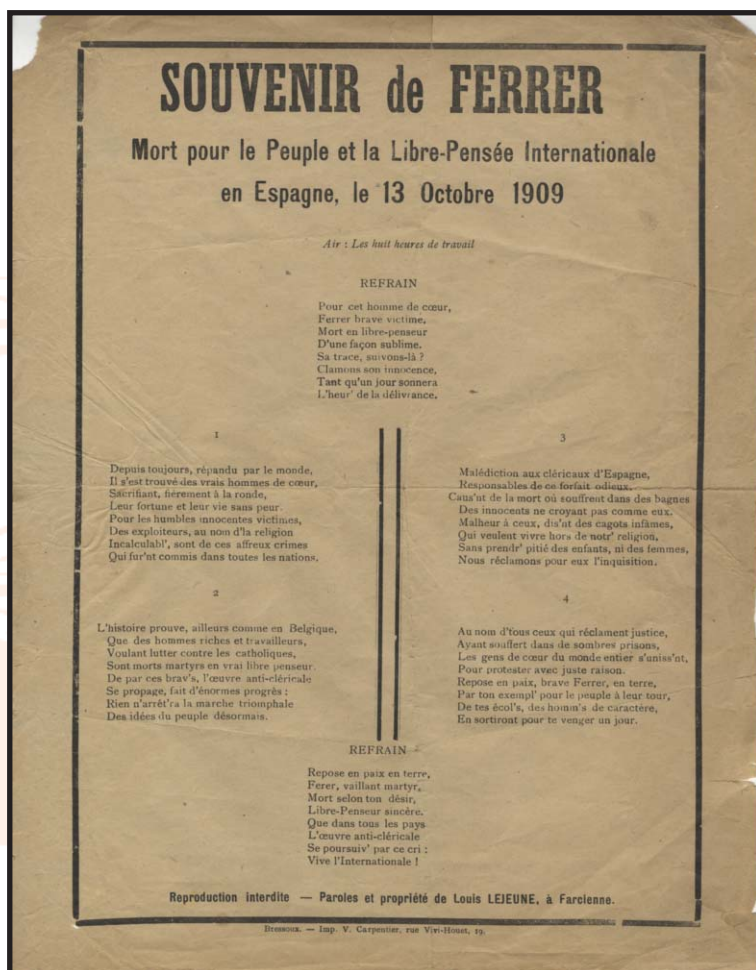 SOUVENIR de FERRER
Mort pour le Peuple et la Libre-Pensée Internationale
en Espagne, le 13 Octobre 1909
Air : Les huit heures de travail
REFRAIN
Pour cet homme de cœur,
Ferrer brave victime,
Mort en libre-penseur
D'une façon sublime.
Sa trace, suivons-là ?
Clamons son innocence,
Tant qu'un jour sonnera
L'heur' de la délivrance.
1
Depuis toujours, répandu par le monde,
Il s'est trouvé des vrais hommes de cœur,
Sacrifiant, fièrement à la ronde,
Leur fortune et leur vie sans peur.
Pour les humbles innocentes victimes,
Des exploiteurs, au nom d'la religion
Incalculabl', sont de ces affreux crimes
Qui fur'nt commis dans toutes les nations.
2
L'histoire prouve, ailleurs comme en Belgique,
Que des hommes riches et travailleurs,
Voulant lutter contre les catholiques,
Sont morts martyrs en vrai libre penseur.
De par ces brav's, l'œuvre anti-cléricale
Se propage, fait d'énormes progrès :
Rien n'arrêt'ra la marche triomphale
Des idées du peuple désormais.
3
Malédiction aux cléricaux d'Espagne,
Responsables de ce forfait odieux.
Caus'nt de la mort où souffrent dans des bagnes
Des innocents ne croyant pas comme eux.
Malheur à ceux, dis'nt des cagots infâmes,
Qui veulent vivre hors de notr' religion,
Sans prendr' pitié des enfants, ni des femmes,
Nous réclamons pour eux l'inquisition.
4
Au nom d'tous ceux qui réclament justice,
Ayant souffert dans de sombres prisons,
Les gens de cœur du monde entier s'uniss'nt,
Pour protester avec juste raison.
Repose en paix, brave Ferrer, en terre,
Par ton exempl' pour le peuple à leur tour,
De tes écol's, des homm's de caractère,
En sortiront pour te venger un jour.
REFRAIN
Repose en paix en terre,
Ferer, vaillant martyr,
Mort selon ton désir,
Libre-Penseur sincère.
Que dans tous les pays
L'œuvre anti-cléricale
Se poursuiv' par ce cri :
Vive l'Internationale !
Reproduction interdite — Paroles et propriété de Louis LEJEUNE, à Farcienne.
Bressoux. — Imp. V. Carpentier, rue Vivi-Houet, 19.